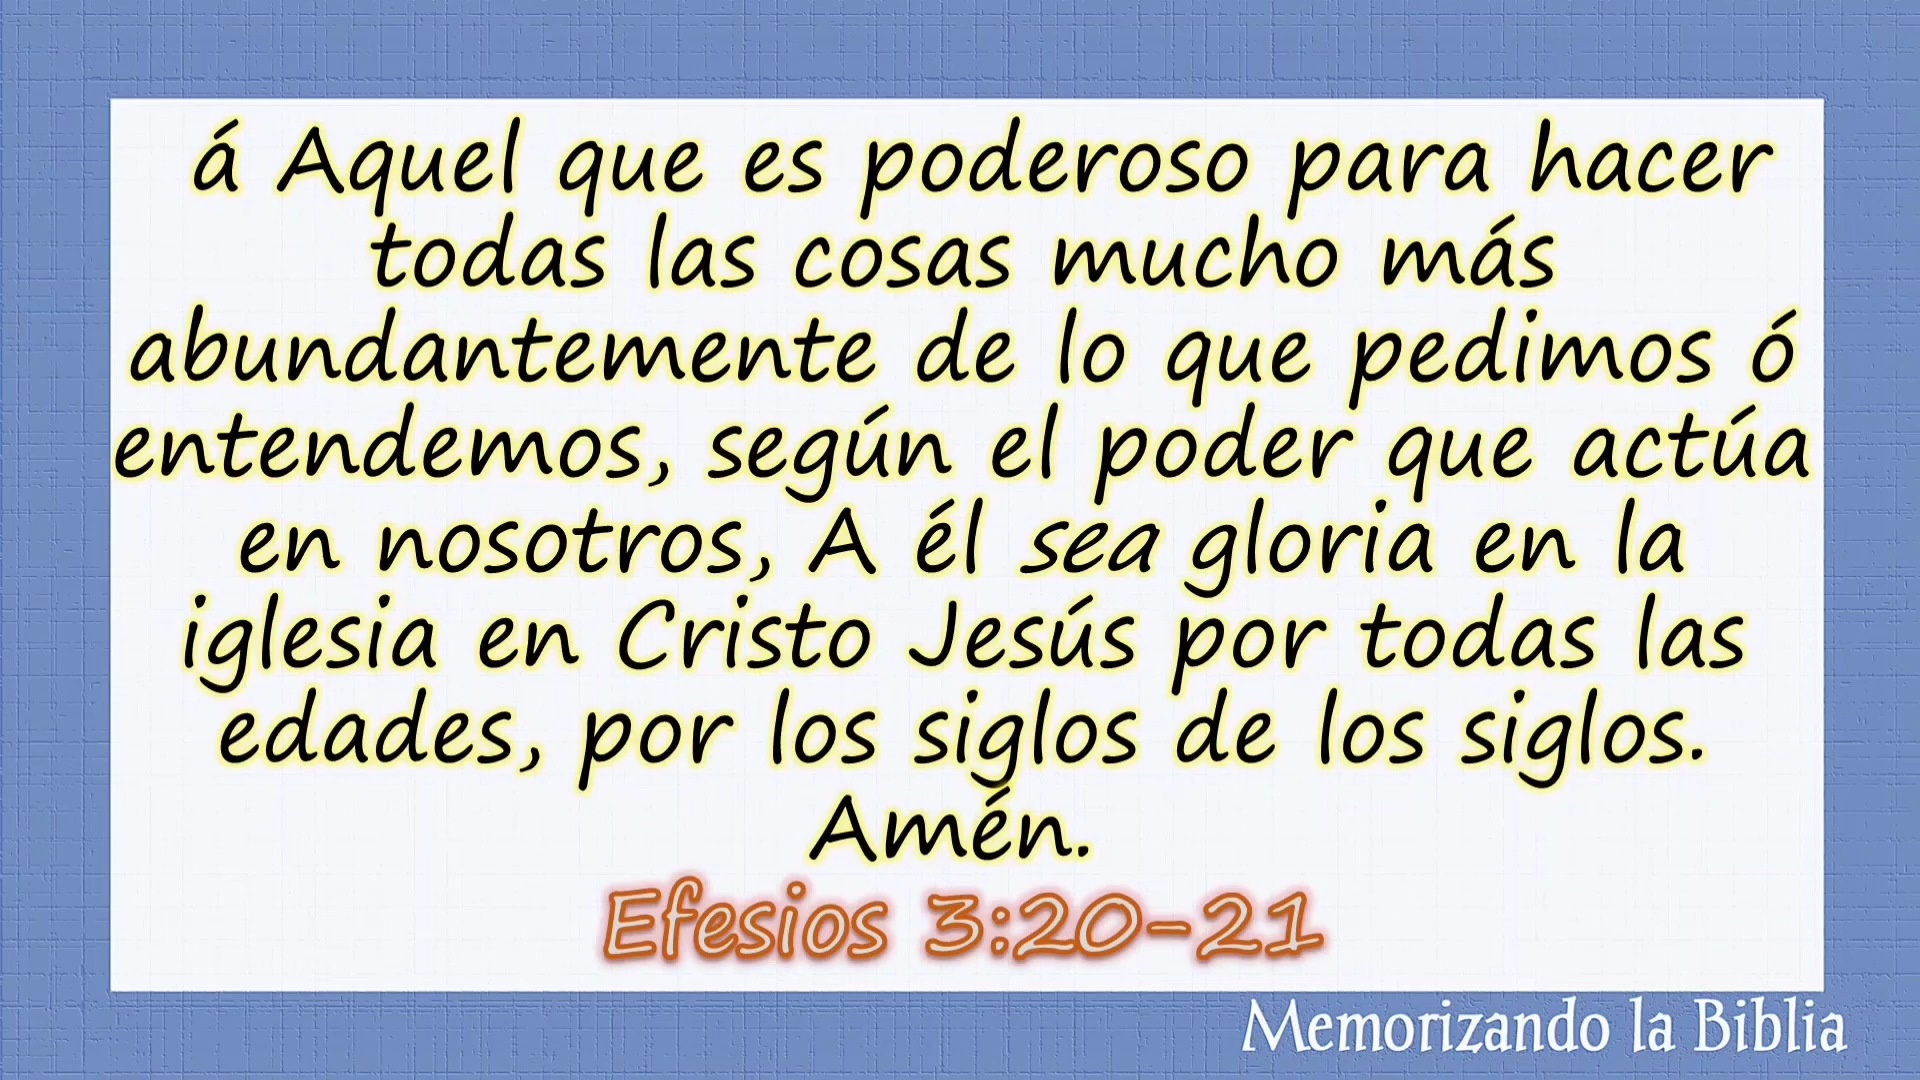 á Aquel que es poderoso para hacer
todas las cosas mucho más
abundantemente de lo que pedimos ó
entendemos, según el poder que actúa
en nosotros, A él sea gloria en la
iglesia en Cristo Jesús por todas las
edades, por los siglos de los siglos.
Amén.
Efesios 3:20-21
Memorizando la Biblia